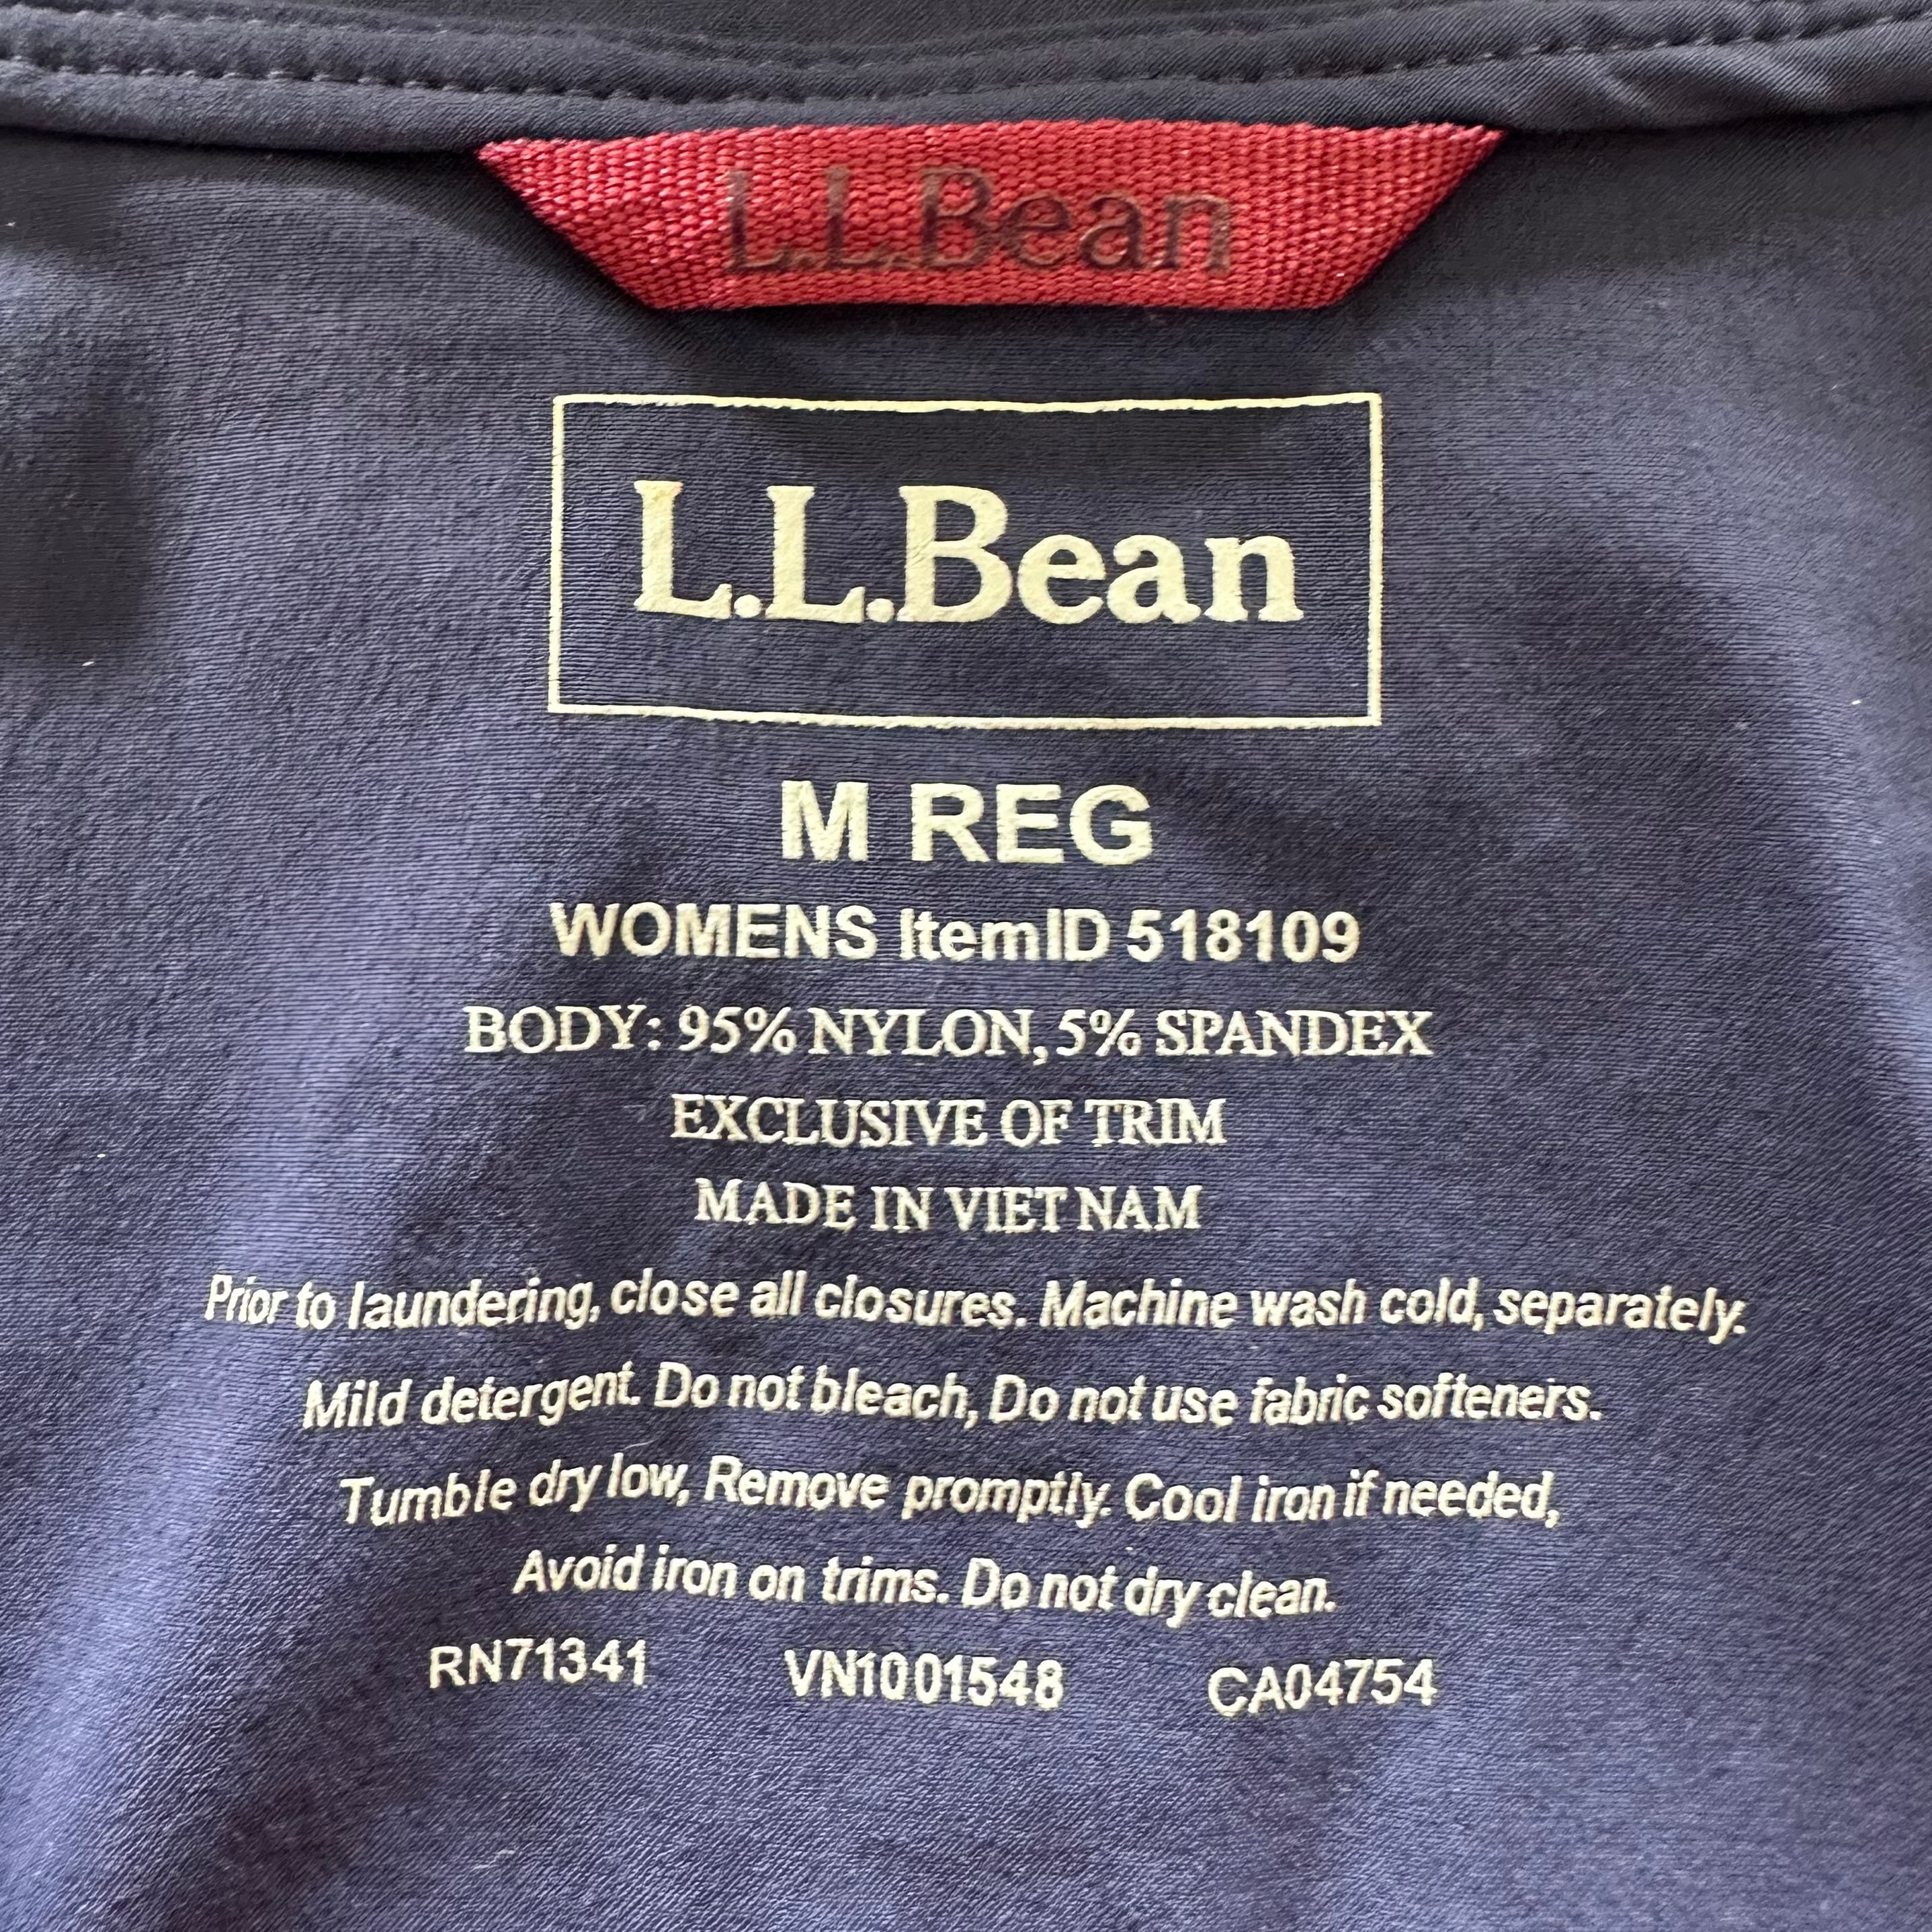 L.L.Bean
L.L.Bean
M REG
WOMENS ItemID 518109
BODY: 95% NYLON, 5% SPANDEX
EXCLUSIVE OF TRIM
MADE IN VIET NAM
Prior to laundering, close all closures. Machine wash cold, separately.
Mild detergent. Do not bleach, Do not use fabric softeners.
Tumble dry low, Remove promptly. Cool iron if needed,
Avoid iron on trims. Do not dry clean.
RN71341 VN1001548 CA04754